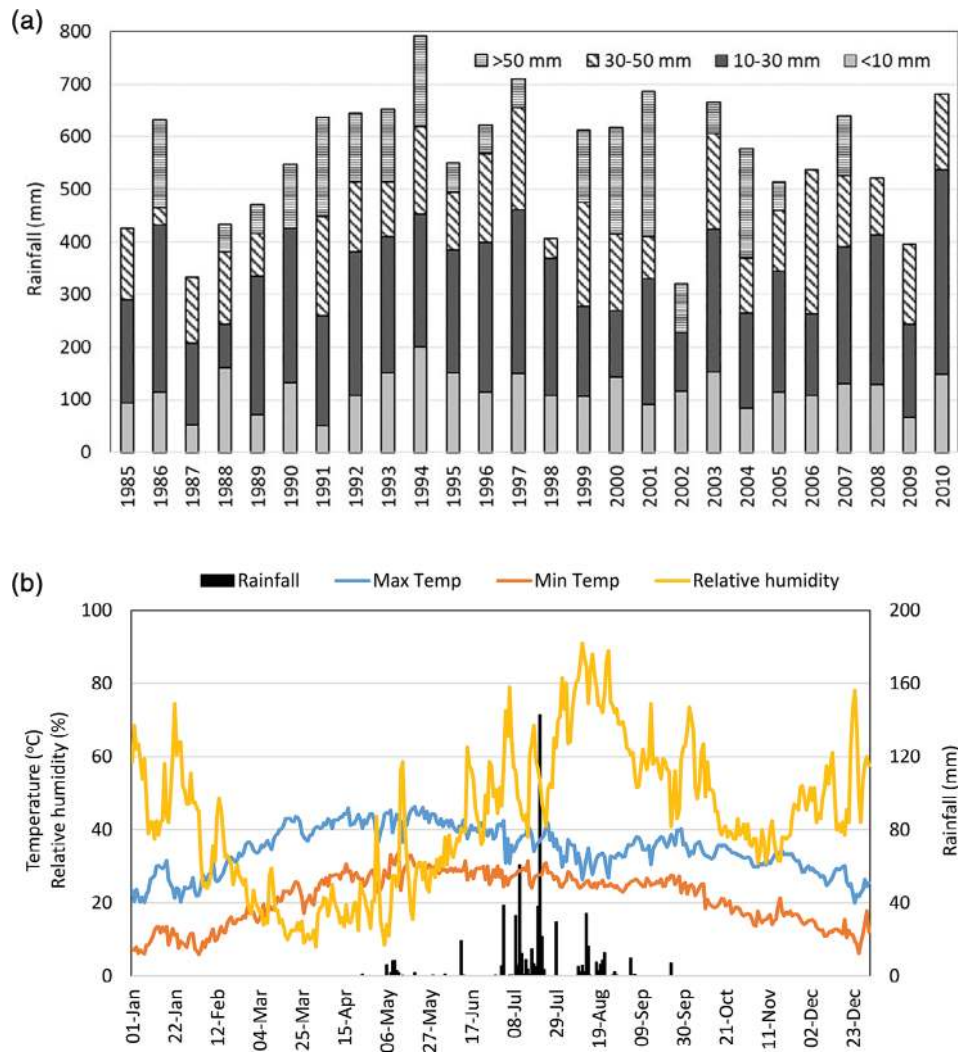 (a)
800
700
600
500
400
300
200
100
0
Rainfall (mm)
>50 mm 30-50 mm 10-30 mm <10 mm
1985 1986 1987 1988 1989 1990 1991 1992 1993 1994 1995 1996 1997 1998 1999 2000 2001 2002 2003 2004 2005 2006 2007 2008 2009 2010
(b)
Rainfall Max Temp Min Temp Relative humidity
100
80
60
40
20
0
Temperature (°C)
Relative humidity (%)
200
160
120
80
40
0
Rainfall (mm)
01-Jan 22-Jan 12-Feb 04-Mar 25-Mar 15-Apr 06-May 27-May 17-Jun 08-Jul 29-Jul 19-Aug 09-Sep 30-Sep 21-Oct 11-Nov 02-Dec 23-Dec